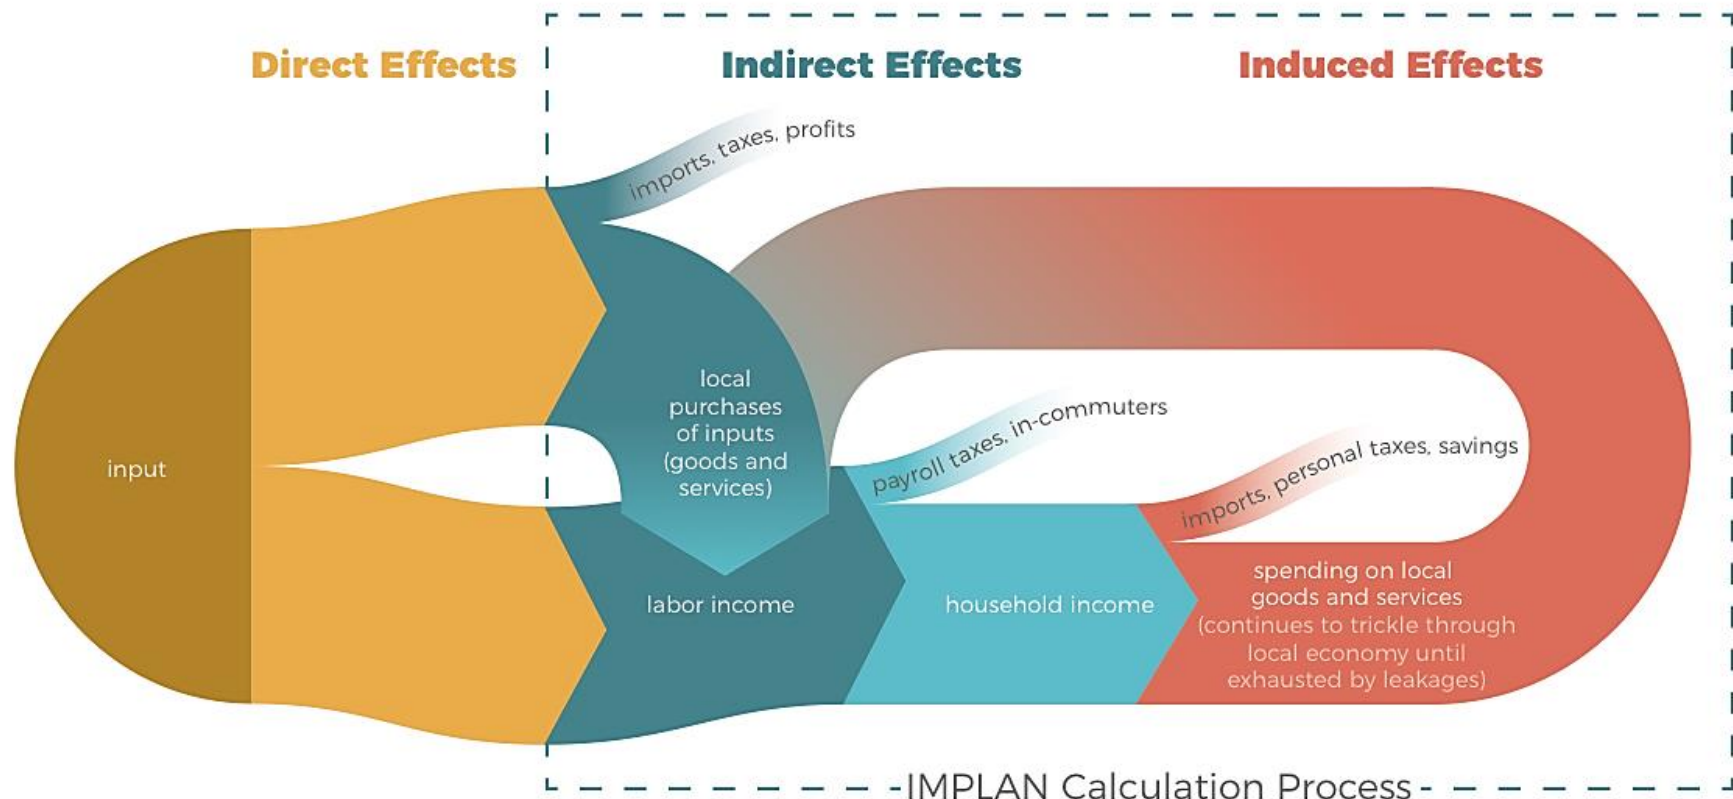 Direct Effects
Indirect Effects
Induced Effects
imports, taxes, profits
local
purchases
of inputs
(goods and
services)
input
payroll taxes, in-commuters
imports, personal taxes, savings
labor income
household income
spending on local
goods and services
(continues to trickle through
local economy until
exhausted by leakages)
IMPLAN Calculation Process